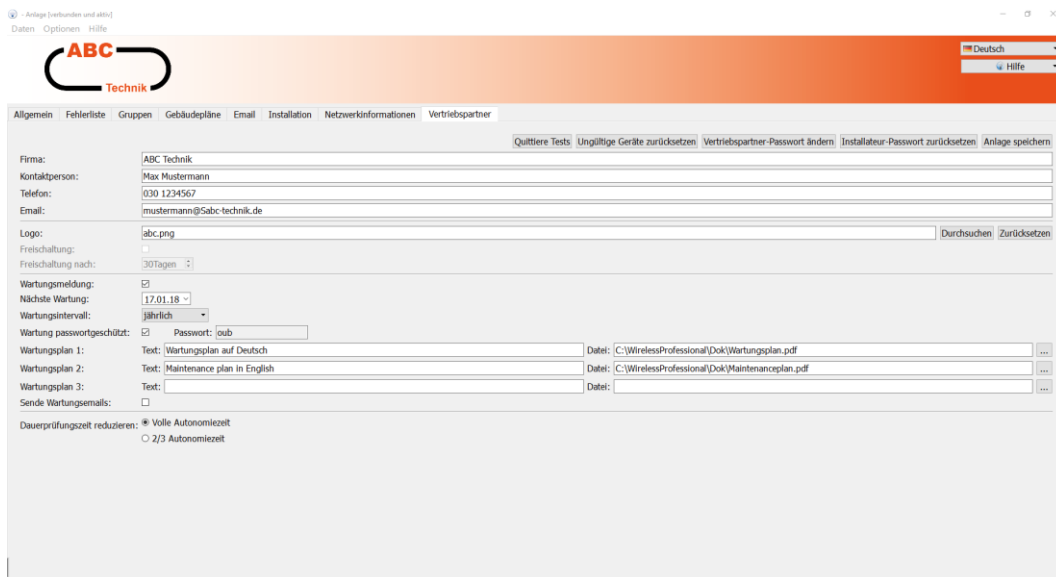 - Anlage [verbunden und aktiv]
Daten Optionen Hilfe
ABC
Technik
Deutsch
Hilfe
Allgemein Fehlerliste Gruppen Gebäudepläne Email Installation Netzwerkinformationen Vertriebspartner
Quittiere Tests Ungültige Geräte zurücksetzen Vertriebspartner-Passwort ändern Installateur-Passwort zurücksetzen Anlage speichern
Firma: ABC Technik
Kontaktperson: Max Mustermann
Telefon: 030 1234567
Email: mustermann@Sabc-technik.de
Logo: abc.png Durchsuchen Zurücksetzen
Freischaltung:
Freischaltung nach: 30Tagen
Wartungsmeldung:
Nächste Wartung: 17.01.18
Wartungsintervall: jährlich
Wartung passwortgeschützt: Passwort: oub
Wartungsplan 1: Text: Wartungsplan auf Deutsch Datei: C:\WirelessProfessional\Dok\Wartungsplan.pdf ...
Wartungsplan 2: Text: Maintenance plan in English Datei: C:\WirelessProfessional\Dok\Maintenanceplan.pdf ...
Wartungsplan 3: Text: Datei: ...
Sende Wartungsemails:
Dauerprüfungszeit reduzieren: Volle Autonomiezeit
2/3 Autonomiezeit